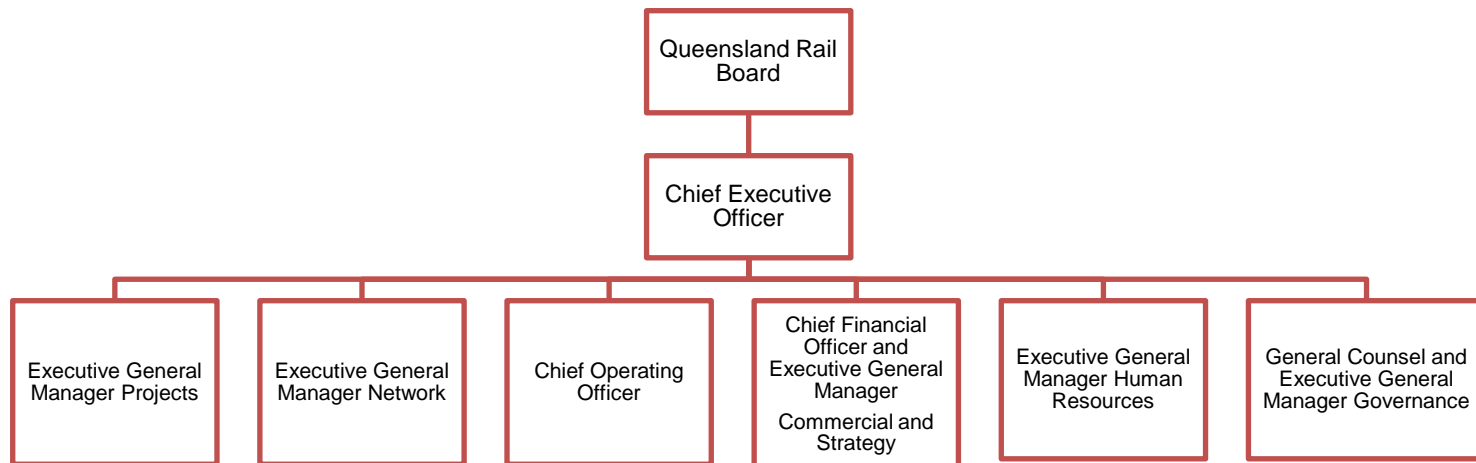 Queensland Rail
Board
Chief Executive
Officer
Executive General
Manager Projects
Executive General
Manager Network
Chief Operating
Officer
Chief Financial
Officer and
Executive General
Manager
Commercial and
Strategy
Executive General
Manager Human
Resources
General Counsel and
Executive General
Manager Governance